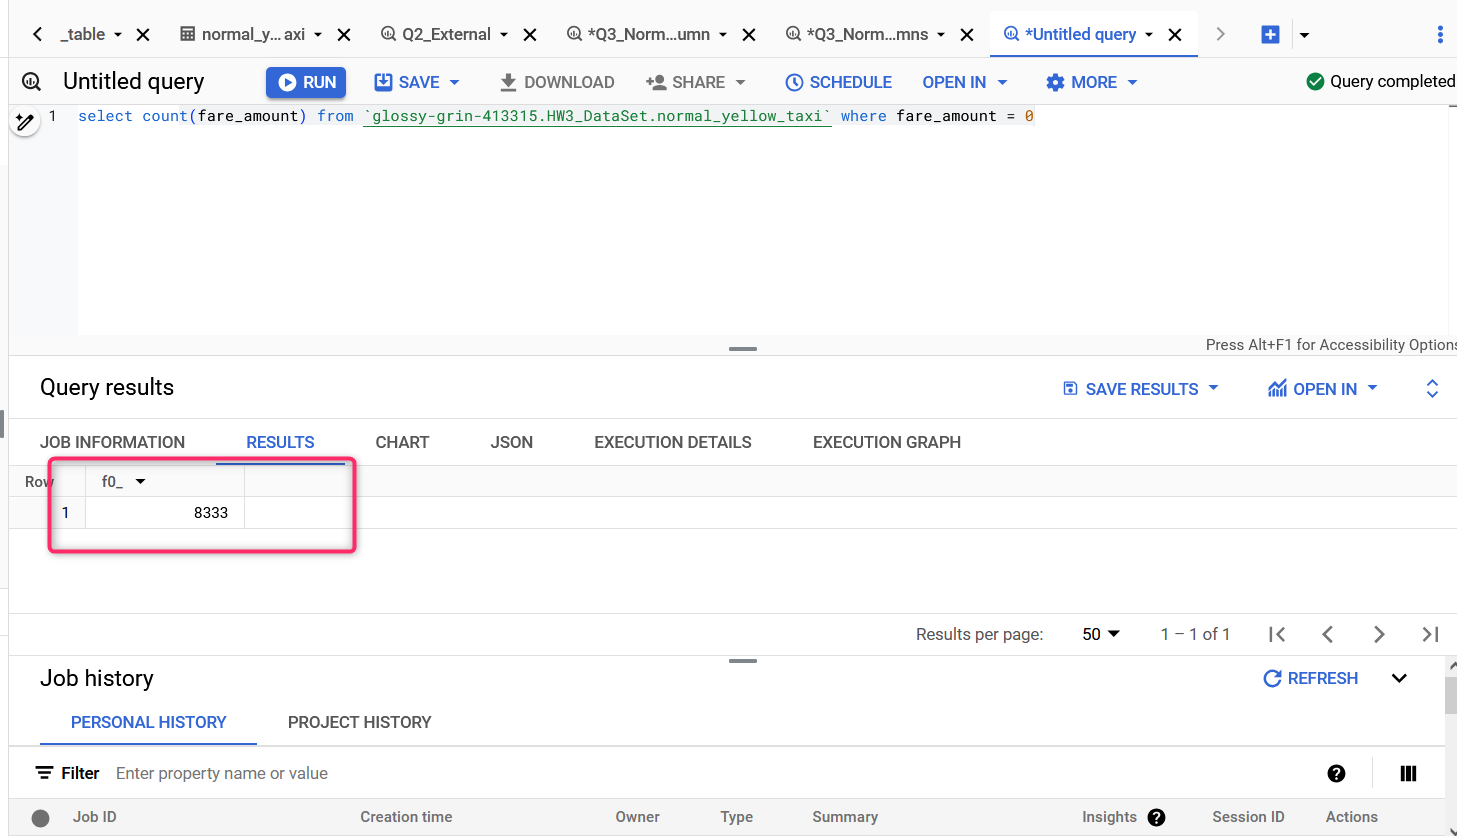 _table normal_y... axi Q2_External *Q3_Norm...umn *Q3_Norm...mns *Untitled query
Untitled query RUN SAVE DOWNLOAD SHARE SCHEDULE OPEN IN MORE Query completed
1 select count(fare_amount) from `glossy-grin-413315.HW3_DataSet.normal_yellow_taxi` where fare_amount = 0
Press Alt+F1 for Accessibility Options
Query results SAVE RESULTS OPEN IN
JOB INFORMATION RESULTS CHART JSON EXECUTION DETAILS EXECUTION GRAPH
Row f0_
1 8333
Results per page: 50 1 – 1 of 1
Job history REFRESH
PERSONAL HISTORY PROJECT HISTORY
Filter Enter property name or value
Job ID Creation time Owner Type Summary Insights Session ID Actions